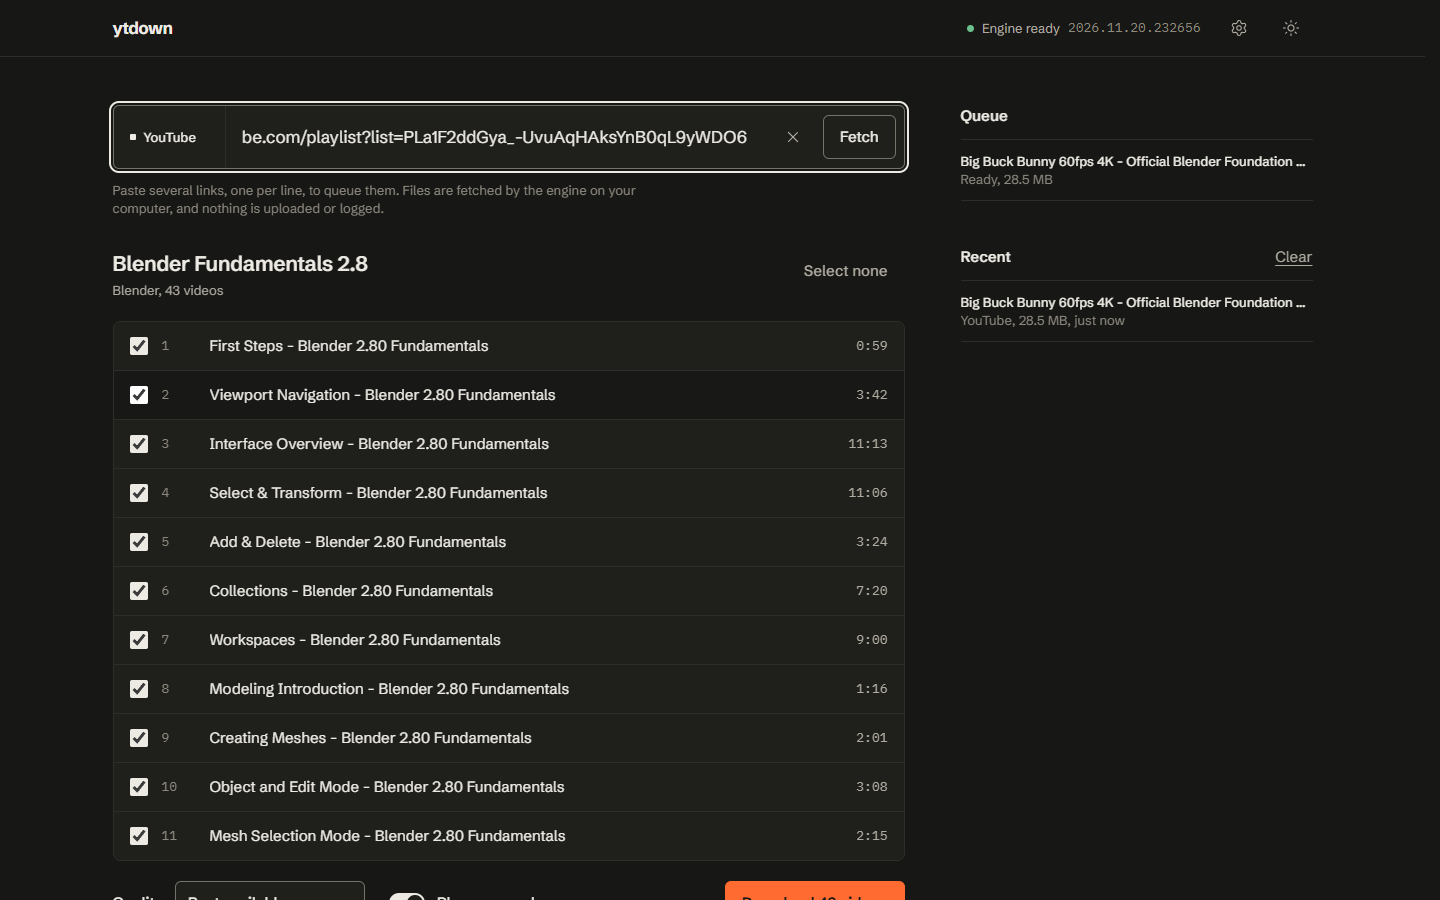 ytdown
Engine ready 2026.11.20.232656
YouTube
be.com/playlist?list=PLa1F2ddGya_-UvuAqHAksYnB0qL9yWDO6
Fetch
Paste several links, one per line, to queue them. Files are fetched by the engine on your
computer, and nothing is uploaded or logged.
Blender Fundamentals 2.8
Blender, 43 videos
Select none
1 First Steps - Blender 2.80 Fundamentals 0:59
2 Viewport Navigation - Blender 2.80 Fundamentals 3:42
3 Interface Overview - Blender 2.80 Fundamentals 11:13
4 Select & Transform - Blender 2.80 Fundamentals 11:06
5 Add & Delete - Blender 2.80 Fundamentals 3:24
6 Collections - Blender 2.80 Fundamentals 7:20
7 Workspaces - Blender 2.80 Fundamentals 9:00
8 Modeling Introduction - Blender 2.80 Fundamentals 1:16
9 Creating Meshes - Blender 2.80 Fundamentals 2:01
10 Object and Edit Mode - Blender 2.80 Fundamentals 3:08
11 Mesh Selection Mode - Blender 2.80 Fundamentals 2:15
Queue
Big Buck Bunny 60fps 4K - Official Blender Foundation ...
Ready, 28.5 MB
Recent
Clear
Big Buck Bunny 60fps 4K - Official Blender Foundation ...
YouTube, 28.5 MB, just now